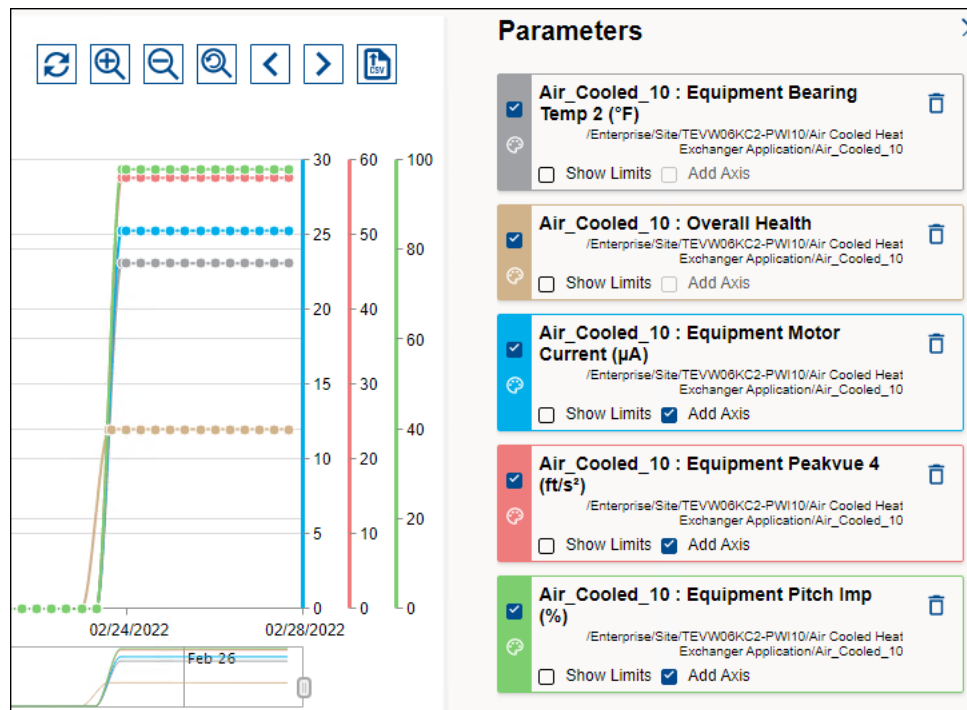 Parameters
CSV
Air_Cooled_10 : Equipment Bearing
Temp 2 (°F)
/Enterprise/Site/TEVW06KC2-PWI10/Air Cooled Heat
Exchanger Application/Air_Cooled_10
Show Limits Add Axis
Air_Cooled_10 : Overall Health
/Enterprise/Site/TEVW06KC2-PWI10/Air Cooled Heat
Exchanger Application/Air_Cooled_10
Show Limits Add Axis
Air_Cooled_10 : Equipment Motor
Current (µA)
/Enterprise/Site/TEVW06KC2-PWI10/Air Cooled Heat
Exchanger Application/Air_Cooled_10
Show Limits Add Axis
Air_Cooled_10 : Equipment Peakvue 4
(ft/s²)
/Enterprise/Site/TEVW06KC2-PWI10/Air Cooled Heat
Exchanger Application/Air_Cooled_10
Show Limits Add Axis
Air_Cooled_10 : Equipment Pitch Imp
(%)
/Enterprise/Site/TEVW06KC2-PWI10/Air Cooled Heat
Exchanger Application/Air_Cooled_10
Show Limits Add Axis
30 60 100
25 50
80
20 40
60
15 30
40
10 20
20
5 10
0 0 0
02/24/2022 02/28/2022
Feb 26